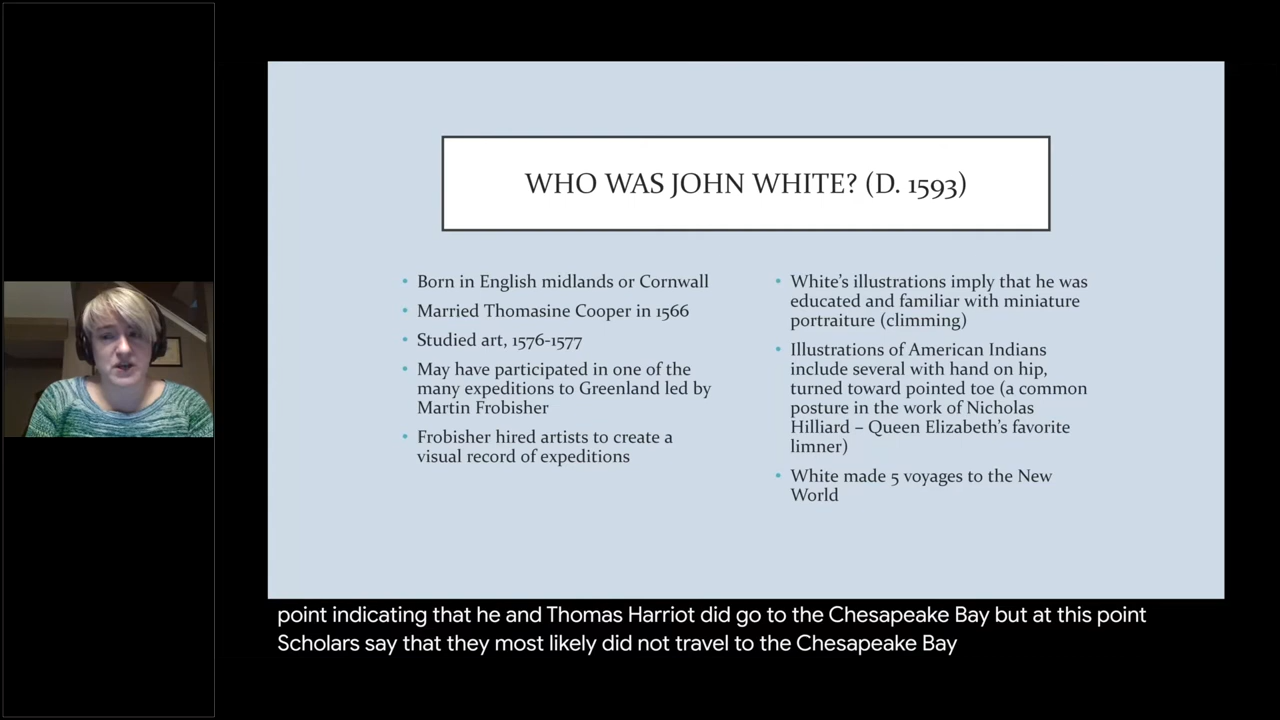 WHO WAS JOHN WHITE? (D. 1593)
• Born in English midlands or Cornwall
• Married Thomasine Cooper in 1566
• Studied art, 1576-1577
• May have participated in one of the
many expeditions to Greenland led by
Martin Frobisher
• Frobisher hired artists to create a
visual record of expeditions
• White's illustrations imply that he was
educated and familiar with miniature
portraiture (climming)
• Illustrations of American Indians
include several with hand on hip,
turned toward pointed toe (a common
posture in the work of Nicholas
Hilliard – Queen Elizabeth's favorite
limner)
• White made 5 voyages to the New
World
point indicating that he and Thomas Harriot did go to the Chesapeake Bay but at this point
Scholars say that they most likely did not travel to the Chesapeake Bay